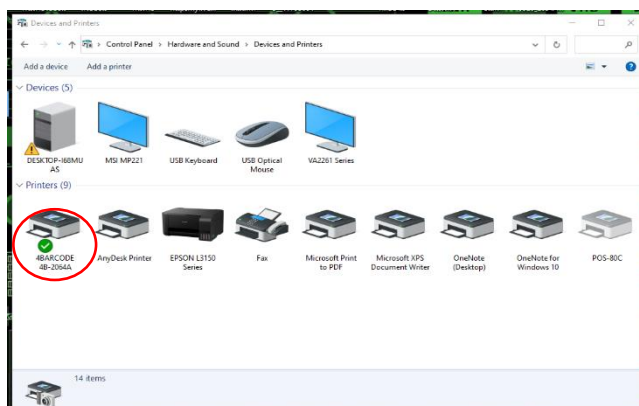 Devices and Printers
Control Panel > Hardware and Sound > Devices and Printers
Add a device Add a printer
Devices (5)
DESKTOP-I68MU
AS
MSI MP221
USB Keyboard
USB Optical
Mouse
VA2261 Series
Printers (9)
4BARCODE
4B-2064A
AnyDesk Printer
EPSON L3150
Series
Fax
Microsoft Print
to PDF
Microsoft XPS
Document Writer
OneNote
(Desktop)
OneNote for
Windows 10
POS-80C
14 items